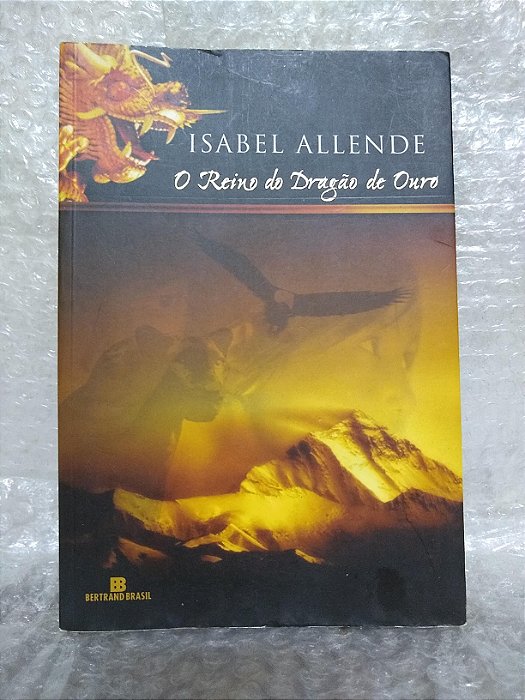 ISABEL ALLENDE
O Reino do Dragão de Ouro
BB
BERTRAND BRASIL